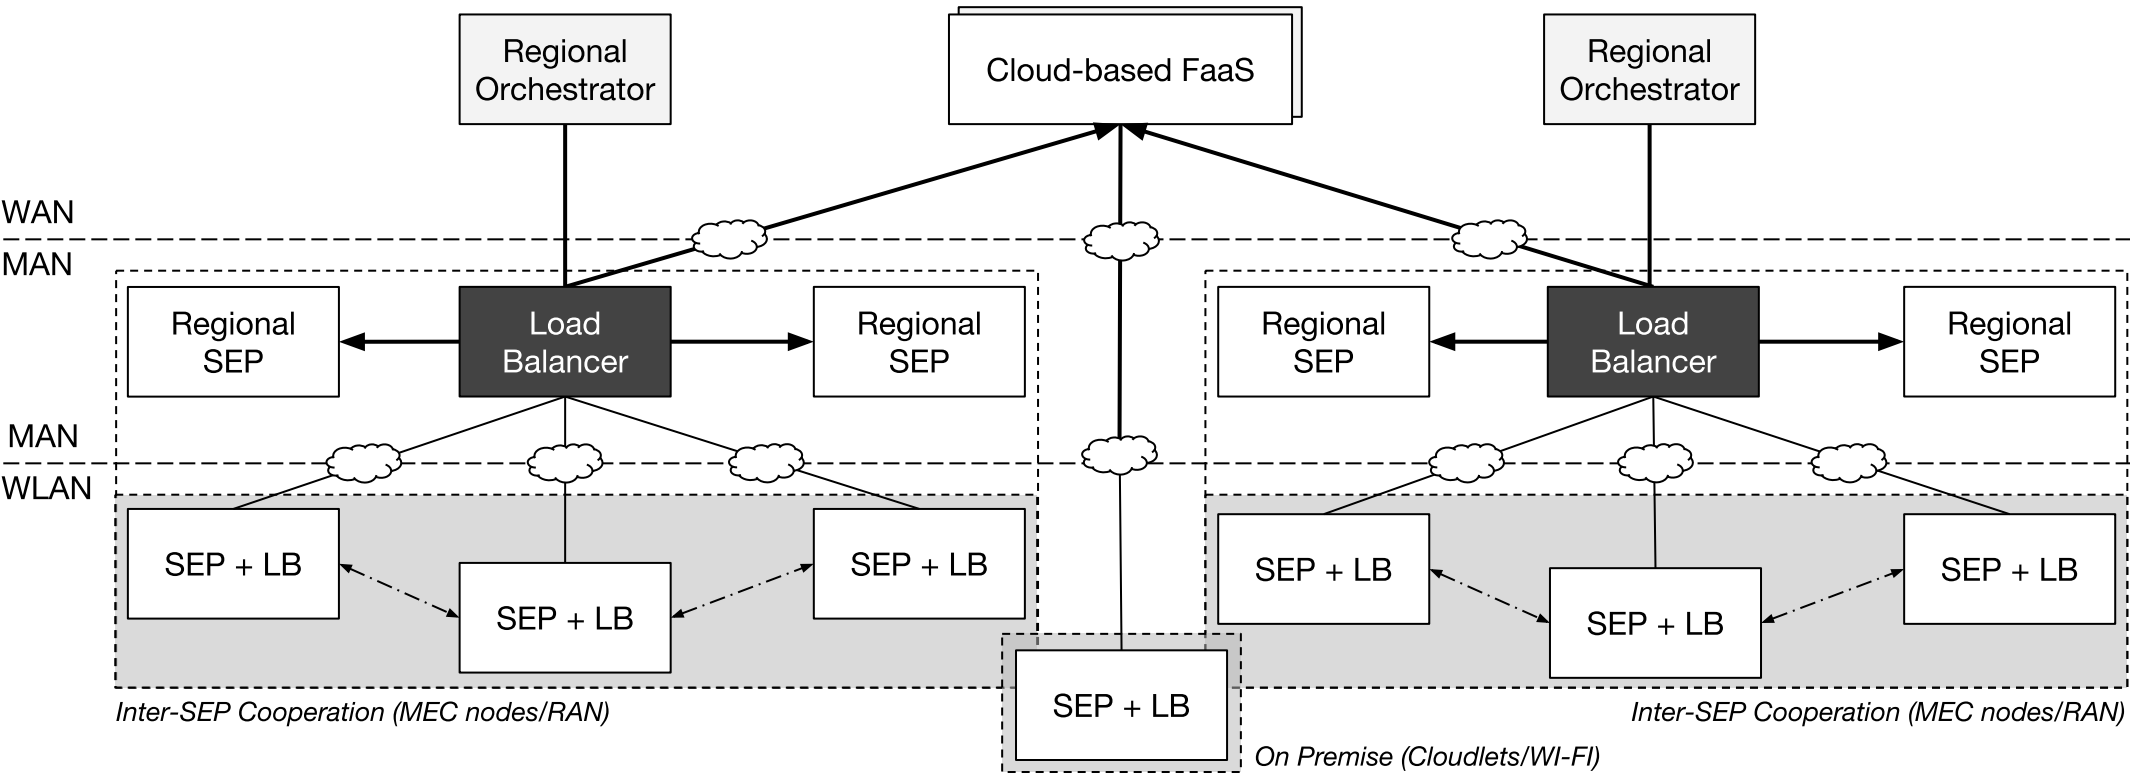 Regional
Orchestrator
Cloud-based FaaS
Regional
Orchestrator
WAN
MAN
Regional
SEP
Load
Balancer
Regional
SEP
Regional
SEP
Load
Balancer
Regional
SEP
MAN
WLAN
SEP + LB
SEP + LB
SEP + LB
SEP + LB
SEP + LB
SEP + LB
SEP + LB
Inter-SEP Cooperation (MEC nodes/RAN)
Inter-SEP Cooperation (MEC nodes/RAN)
On Premise (Cloudlets/WI-FI)